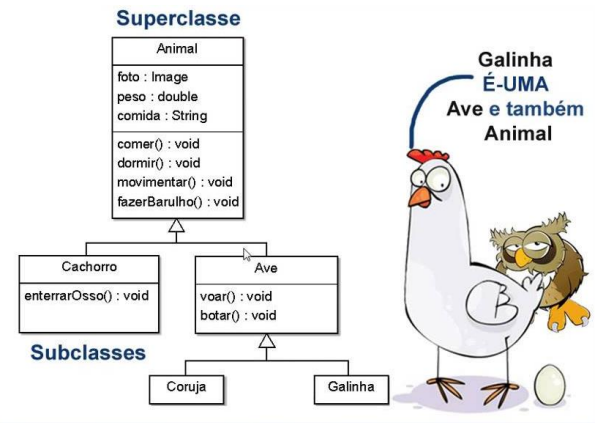 Superclasse
Animal
foto : Image
peso : double
comida : String
comer() : void
dormir() : void
movimentar() : void
fazerBarulho() : void
Cachorro
enterrarOsso() : void
Ave
voar() : void
botar() : void
Subclasses
Coruja
Galinha
Galinha
É-UMA
Ave e também
Animal